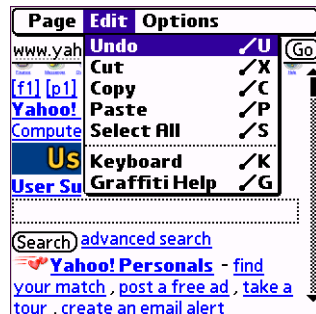 Page Edit Options
www.yah Go
Undo /U
Cut /X
Copy /C
Paste /P
Select All /S
Keyboard /K
Graffiti Help /G
[f1] [p1]
Yahoo!
Compute
Us
User Su
Search advanced search
Yahoo! Personals - find
your match , post a free ad , take a
tour , create an email alert